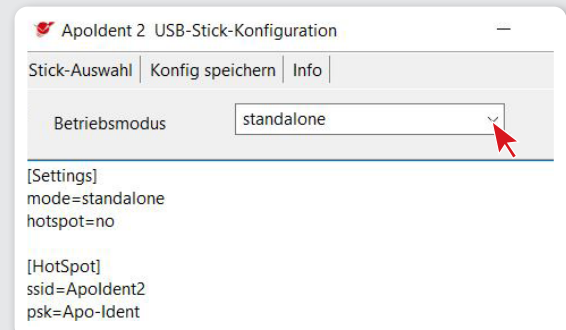 ApoIdent 2 USB-Stick-Konfiguration
Stick-Auswahl Konfig speichern Info
Betriebsmodus standalone
[Settings]
mode=standalone
hotspot=no
[HotSpot]
ssid=ApoIdent2
psk=Apo-Ident